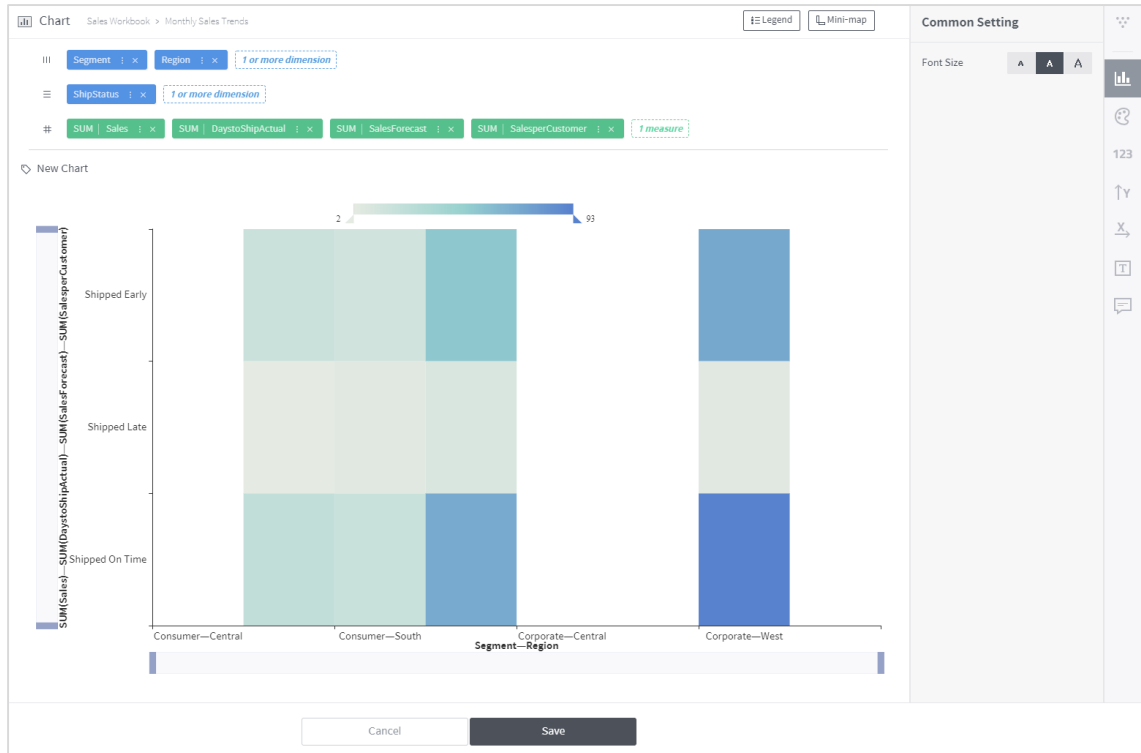 Chart Sales Workbook > Monthly Sales Trends Legend Mini-map Common Setting
Segment Region 1 or more dimension Font Size A A A
ShipStatus 1 or more dimension
# SUM | Sales SUM | DaystoShipActual SUM | SalesForecast SUM | SalesperCustomer 1 measure
123
Y
X
T
New Chart
2 93
SUM(Sales)—SUM(DaystoShipActual)—SUM(SalesForecast)—SUM(SalesperCustomer)
Shipped Early
Shipped Late
Shipped On Time
Consumer—Central Consumer—South Corporate—Central Corporate—West
Segment—Region
Cancel Save